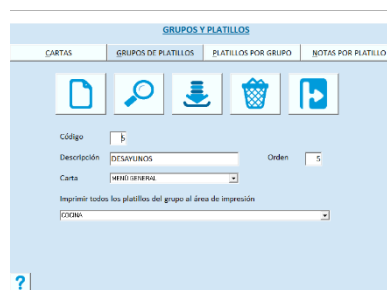 GRUPOS Y PLATILLOS
CARTAS GRUPOS DE PLATILLOS PLATILLOS POR GRUPO NOTAS POR PLATILLO
Código 5
Descripción DESAYUNOS Orden 5
Carta MENÚ GENERAL
Imprimir todos los platillos del grupo al área de impresión
COCINA
?